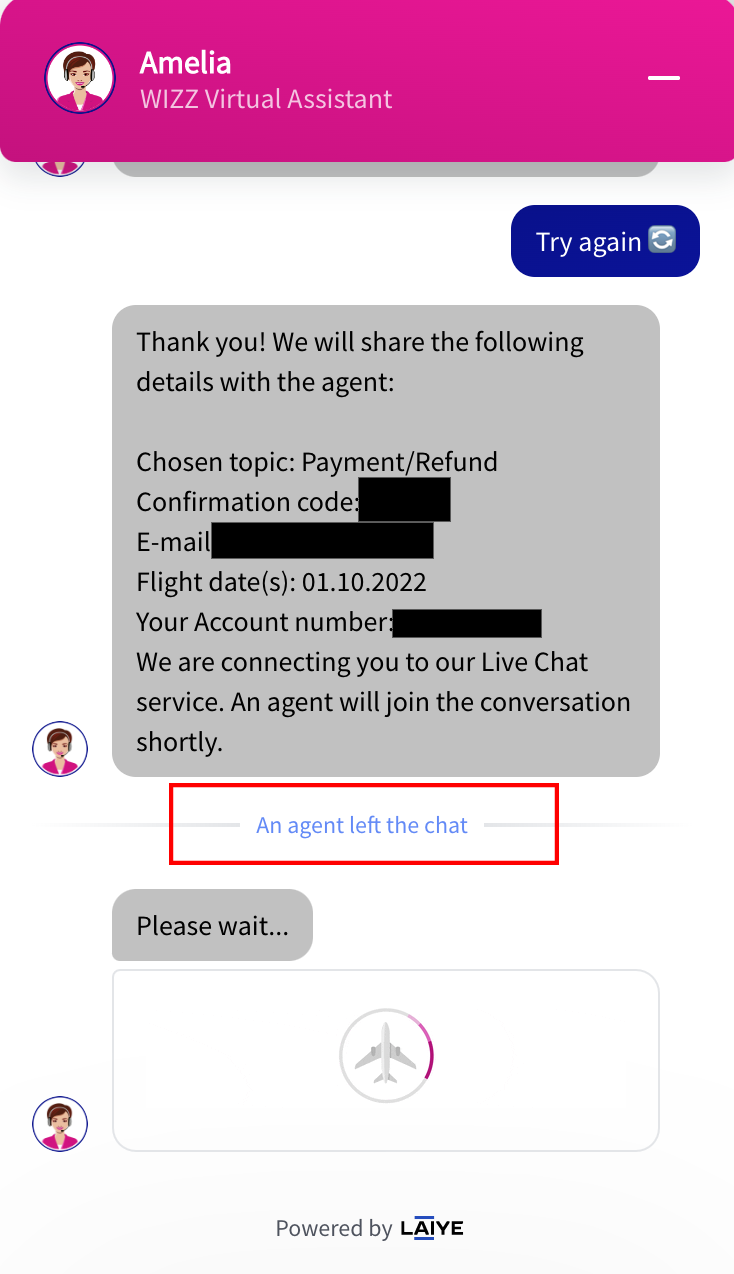 Amelia
WIZZ Virtual Assistant
Try again
Thank you! We will share the following
details with the agent:
Chosen topic: Payment/Refund
Confirmation code:
E-mail
Flight date(s): 01.10.2022
Your Account number:
We are connecting you to our Live Chat
service. An agent will join the conversation
shortly.
An agent left the chat
Please wait...
Powered by LAIYE